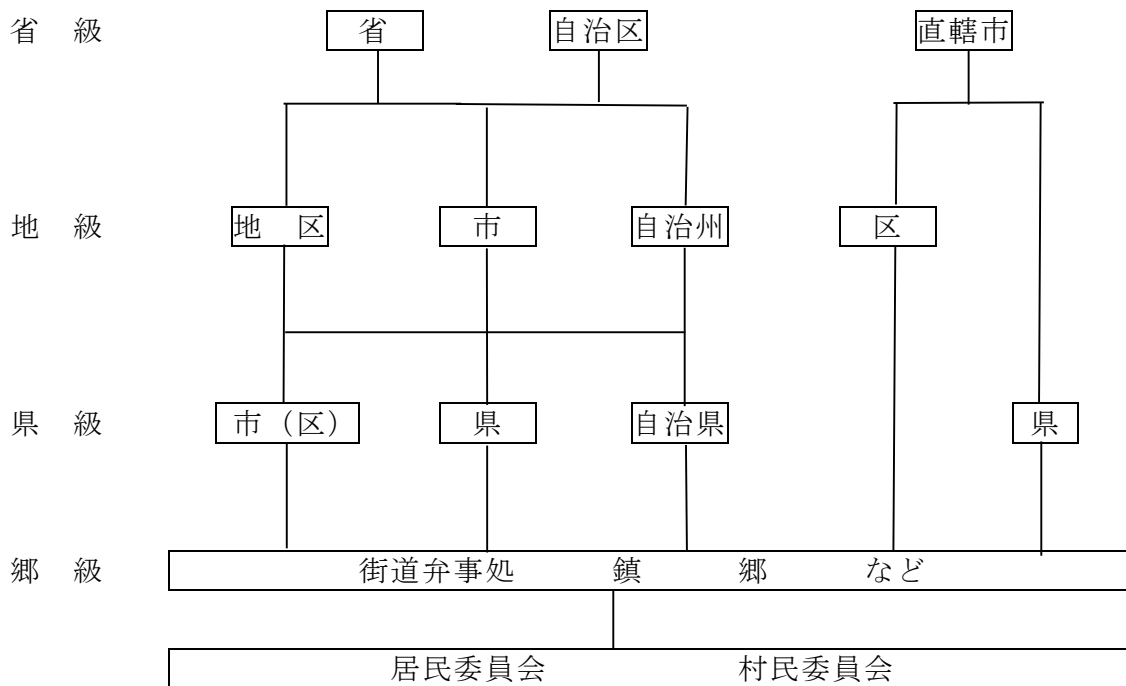 省 級 省 自治区 直轄市
地 級 地 区 市 自治州 区
県 級 市（区） 県 自治県 県
郷 級 街道弁事処 鎮 郷 など
居民委員会 村民委員会